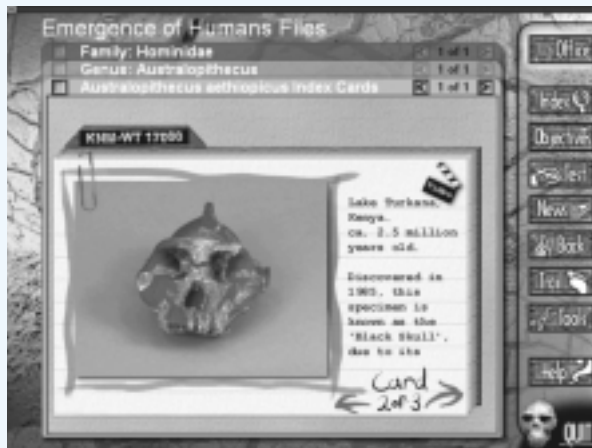 Emergence of Humans Files
Family: Hominidae 1 of 1
Genus: Australopithecus 1 of 1
Australopithecus aethiopicus Index Cards 1 of 1
KNM-WT 17000
Lake Turkana,
Kenya.
ca. 2.5 million
years old.
Discovered in
1985, this
specimen is
known as the
'Black Skull',
due to its
Card
2 of 3
Office
Index
Objectives
Test
News
Back
Help
QUIT